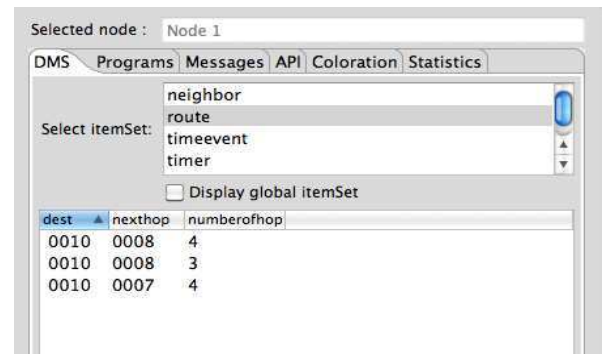 Selected node : Node 1
DMS Programs Messages API Coloration Statistics
Select itemSet:
neighbor
route
timeevent
timer
Display global itemSet
dest nexthop numberofhop
0010 0008 4
0010 0008 3
0010 0007 4